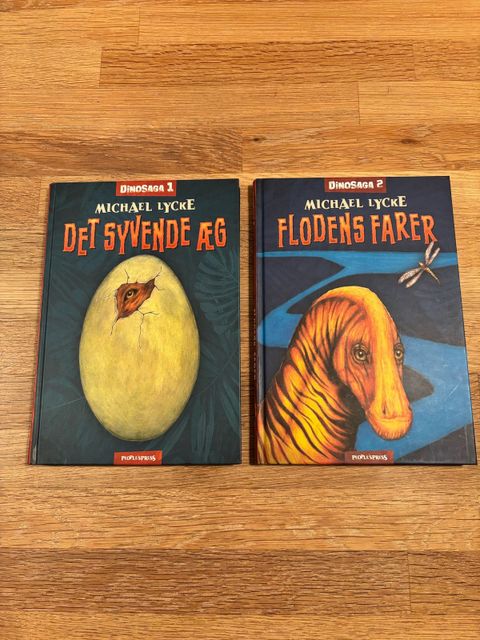 DINOSAGA 1
MICHAEL LYCKE
DET SYVENDE ÆG
PEOPLE'SPRESS
DINOSAGA 2
MICHAEL LYCKE
FLODENS FARER
PEOPLE'SPRESS